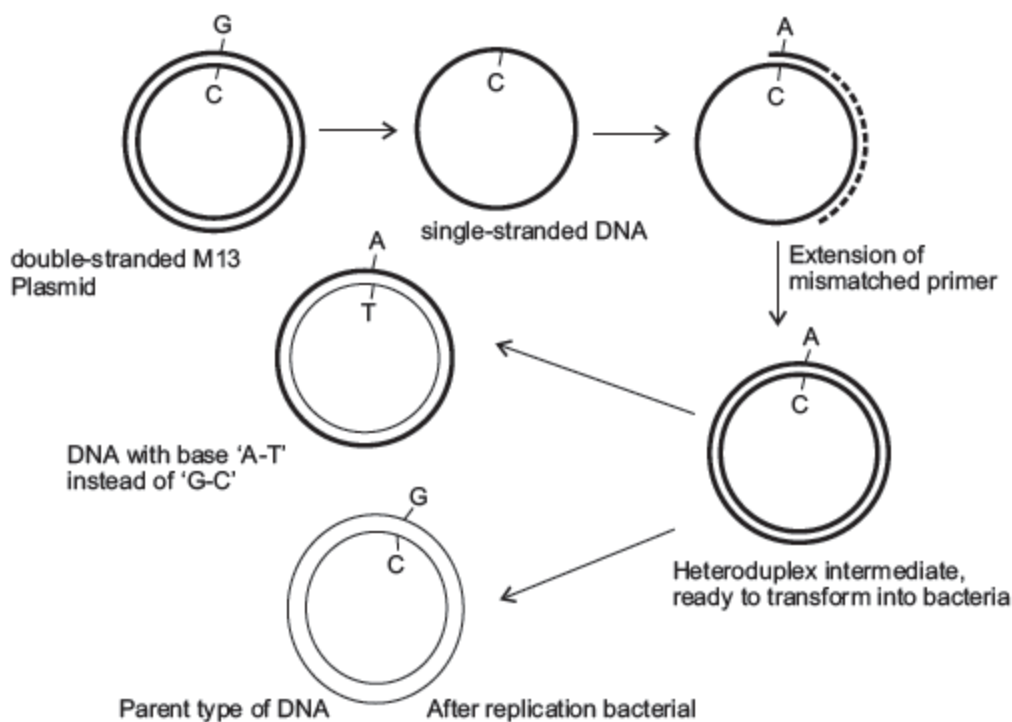 G
C
double-stranded M13
Plasmid
C
single-stranded DNA
A
C
Extension of
mismatched primer
A
C
Heteroduplex intermediate,
ready to transform into bacteria
A
T
DNA with base ‘A-T’
instead of ‘G-C’
G
C
Parent type of DNA
After replication bacterial